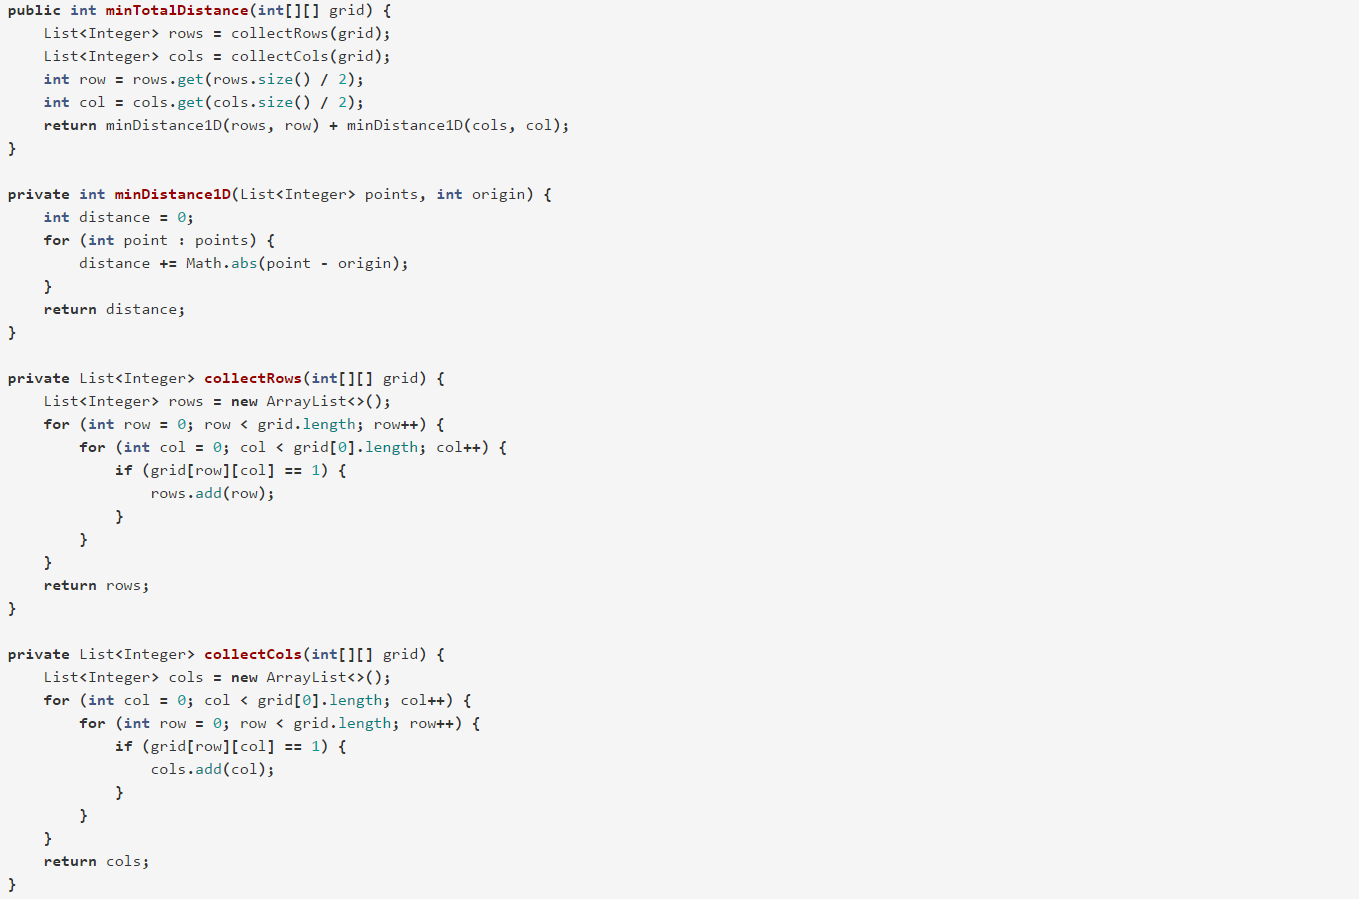 public int minTotalDistance(int[][] grid) {
    List<Integer> rows = collectRows(grid);
    List<Integer> cols = collectCols(grid);
    int row = rows.get(rows.size() / 2);
    int col = cols.get(cols.size() / 2);
    return minDistance1D(rows, row) + minDistance1D(cols, col);
}

private int minDistance1D(List<Integer> points, int origin) {
    int distance = 0;
    for (int point : points) {
        distance += Math.abs(point - origin);
    }
    return distance;
}

private List<Integer> collectRows(int[][] grid) {
    List<Integer> rows = new ArrayList<>();
    for (int row = 0; row < grid.length; row++) {
        for (int col = 0; col < grid[0].length; col++) {
            if (grid[row][col] == 1) {
                rows.add(row);
            }
        }
    }
    return rows;
}

private List<Integer> collectCols(int[][] grid) {
    List<Integer> cols = new ArrayList<>();
    for (int col = 0; col < grid[0].length; col++) {
        for (int row = 0; row < grid.length; row++) {
            if (grid[row][col] == 1) {
                cols.add(col);
            }
        }
    }
    return cols;
}